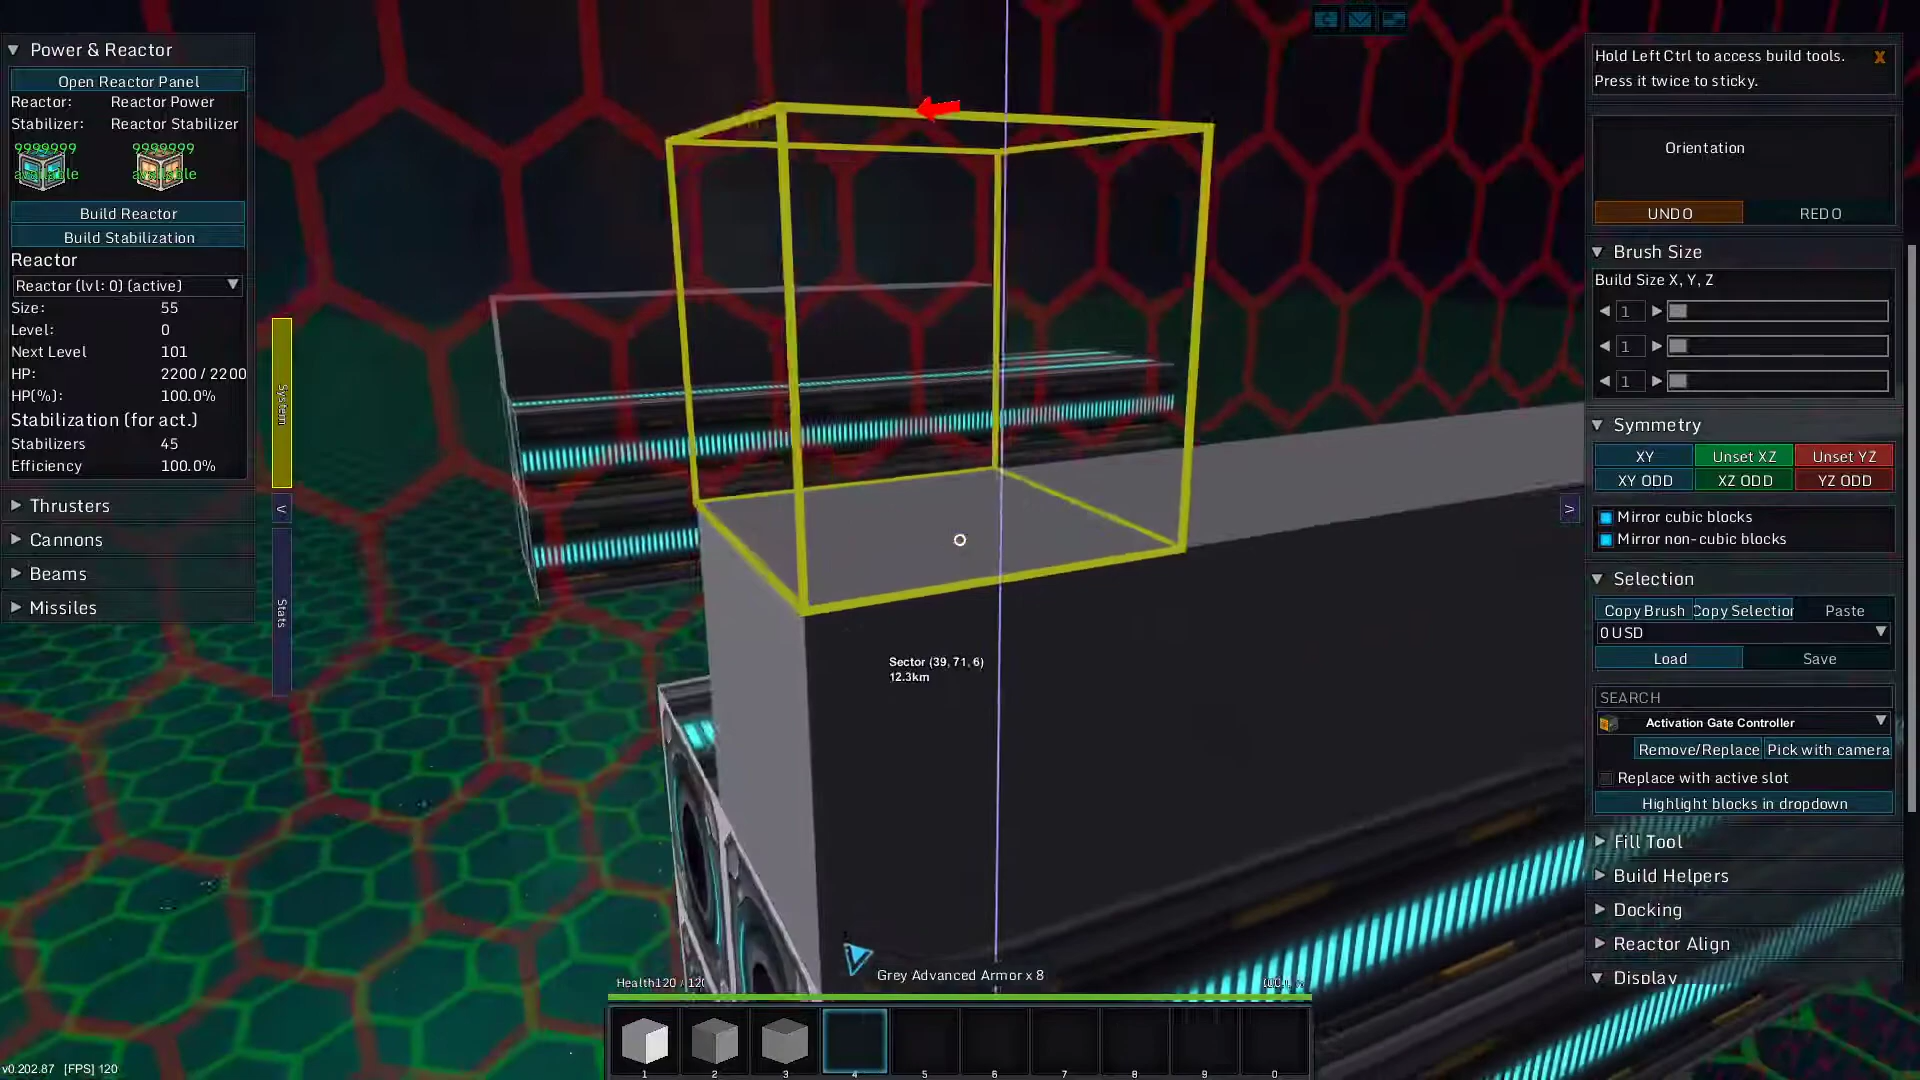 Power & Reactor
Open Reactor Panel
Reactor: Reactor Power
Stabilizer: Reactor Stabilizer
9999999 9999999
available available
Build Reactor
Build Stabilization
Reactor
Reactor (lvl: 0) (active)
Size: 55
Level: 0
Next Level 101
HP: 2200 / 2200
HP(%) 100.0%
Stabilization (for act.)
Stabilizers 45
Efficiency 100.0%
Thrusters
Cannons
Beams
Missiles
System
V
Stats
Hold Left Ctrl to access build tools.
Press it twice to sticky.
X
Orientation
UNDO REDO
Brush Size
Build Size X, Y, Z
1
1
1
Symmetry
XY Unset XZ Unset YZ
XY ODD XZ ODD YZ ODD
Mirror cubic blocks
Mirror non-cubic blocks
Selection
Copy Brush Copy Selection Paste
0 USD
Load Save
SEARCH
Activation Gate Controller
Remove/Replace Pick with camera
Replace with active slot
Highlight blocks in dropdown
Fill Tool
Build Helpers
Docking
Reactor Align
Display
Sector (39, 71, 6)
12.3km
Grey Advanced Armor x 8
Health120 / 120
1 2 3 4 5 6 7 8 9 0
v0.202.87 [FPS] 120